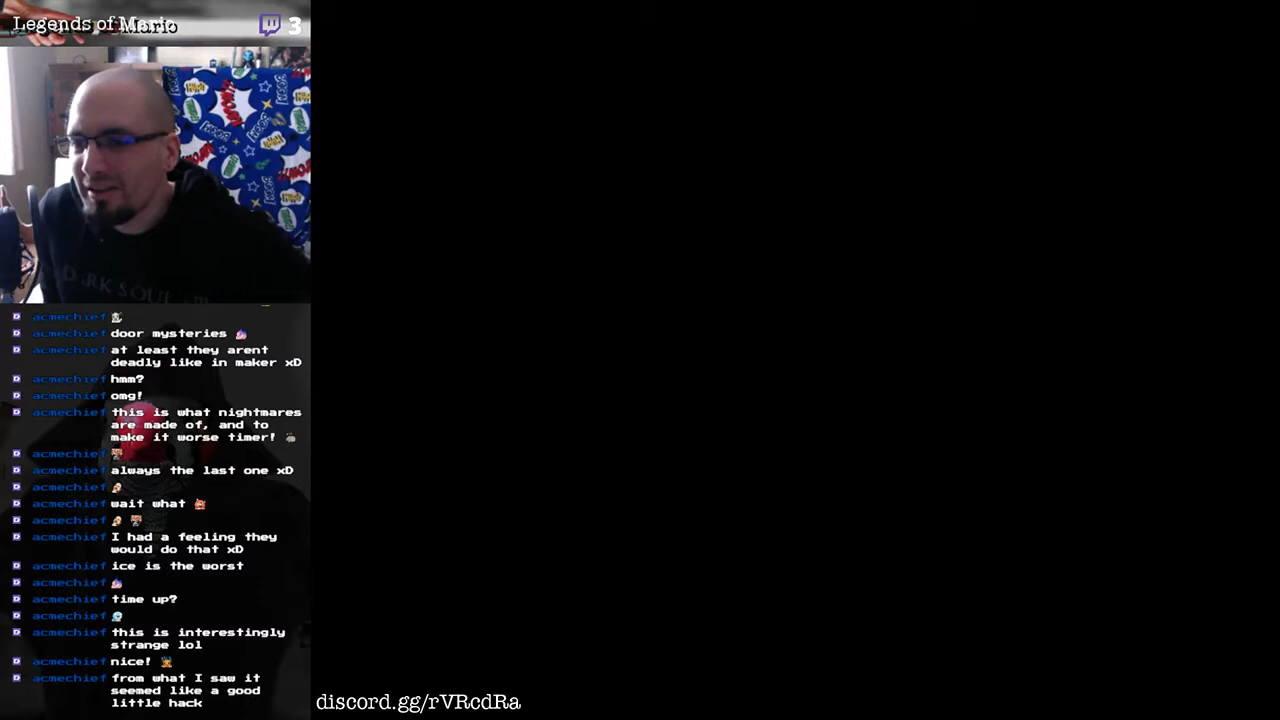 Legends of Mario
3
DARK SOUL
acmechief
acmechief door mysteries
acmechief at least they arent
deadly like in maker xD
acmechief hmm?
acmechief omg!
acmechief this is what nightmares
are made of, and to
make it worse timer!
acmechief
acmechief always the last one xD
acmechief
acmechief wait what
acmechief
acmechief I had a feeling they
would do that xD
acmechief ice is the worst
acmechief
acmechief time up?
acmechief
acmechief this is interestingly
strange lol
acmechief nice!
acmechief from what I saw it
seemed like a good
little hack
discord.gg/rVRcdRa